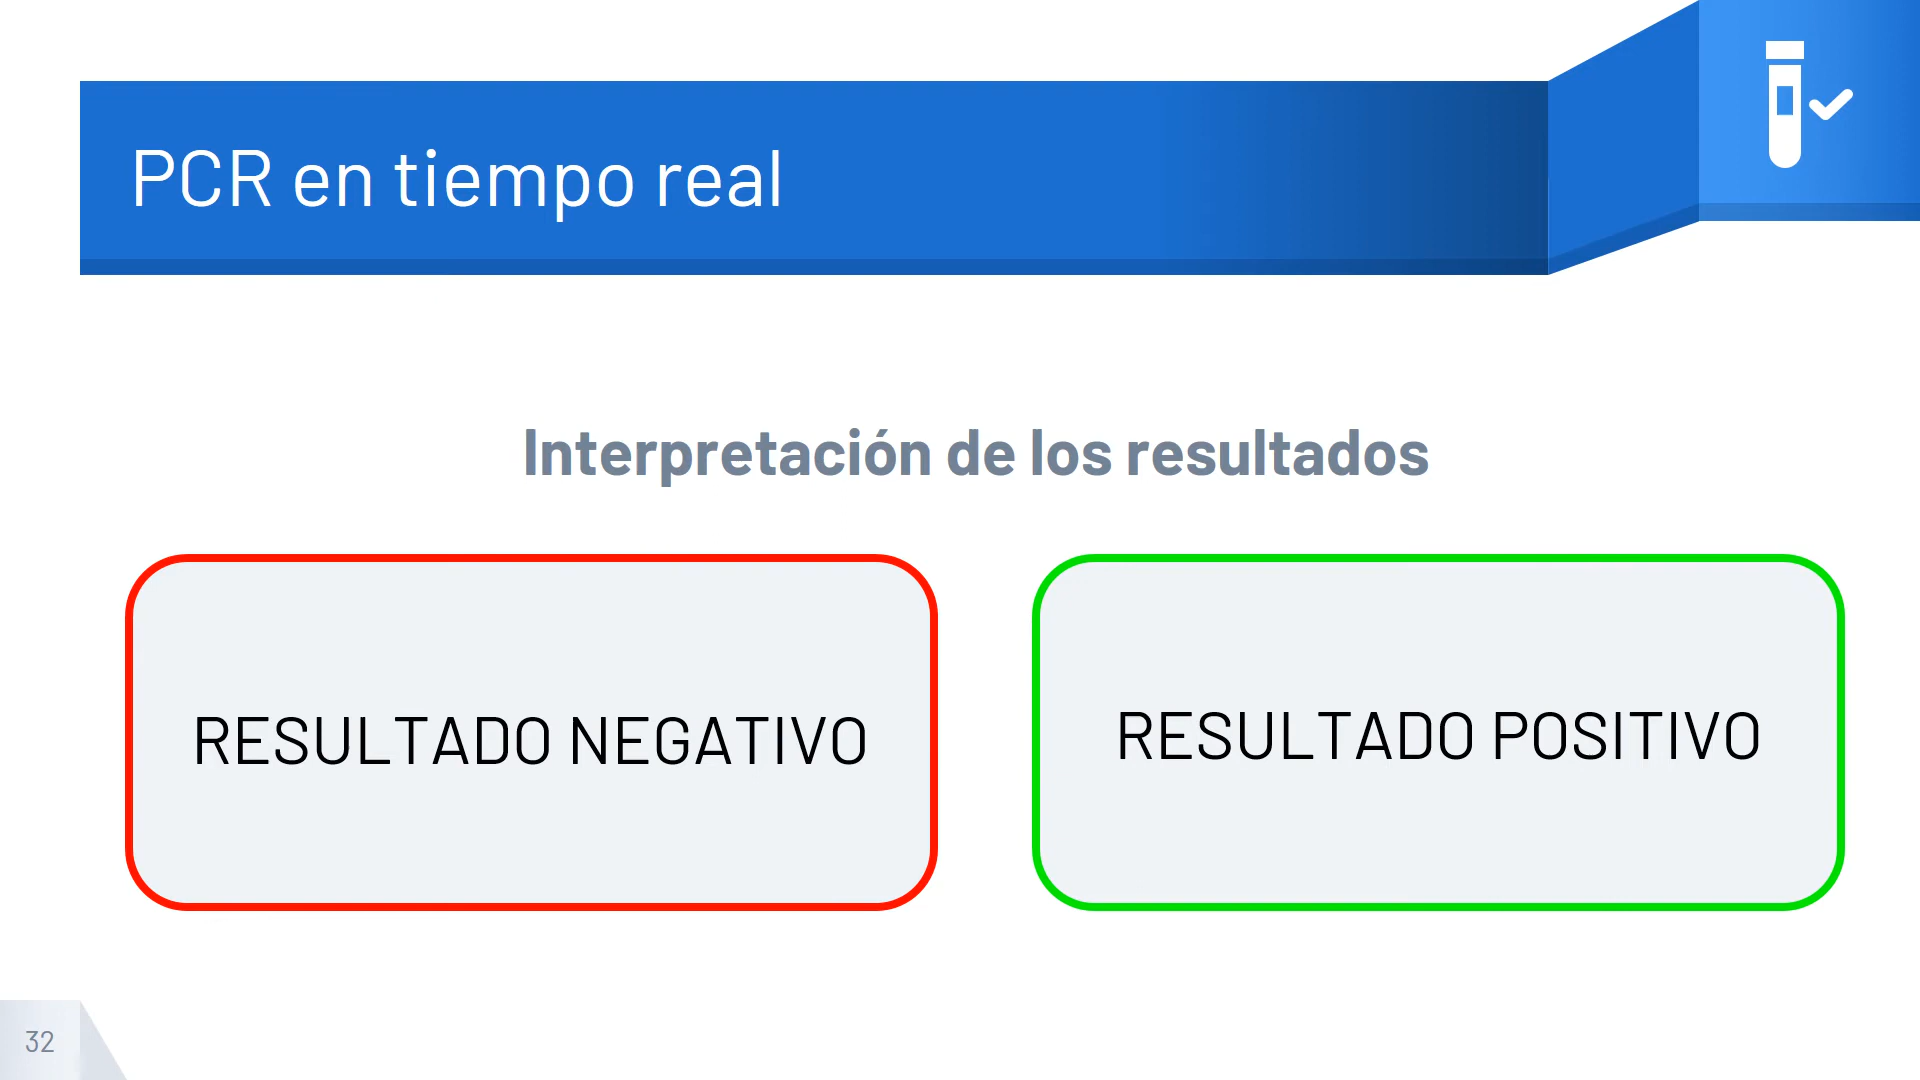 PCR en tiempo real
Interpretación de los resultados
RESULTADO NEGATIVO
RESULTADO POSITIVO
32